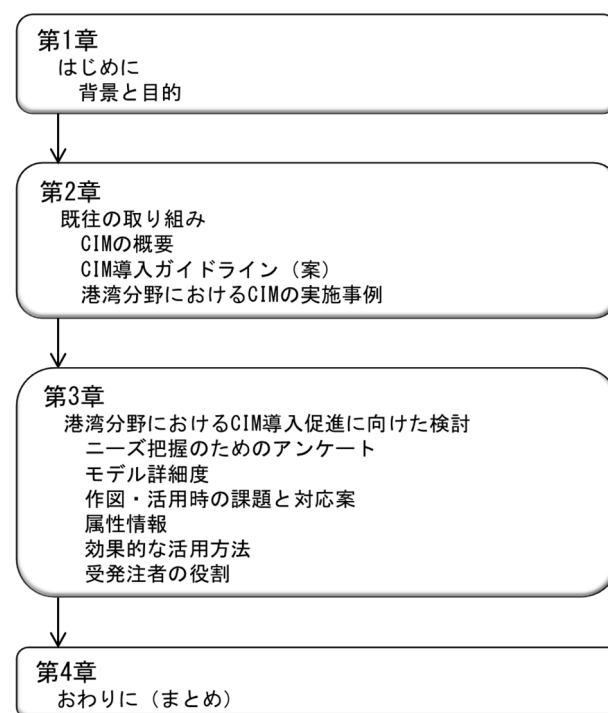 第1章
はじめに
背景と目的
第2章
既往の取り組み
CIMの概要
CIM導入ガイドライン（案）
港湾分野におけるCIMの実施事例
第3章
港湾分野におけるCIM導入促進に向けた検討
ニーズ把握のためのアンケート
モデル詳細度
作図・活用時の課題と対応案
属性情報
効果的な活用方法
受発注者の役割
第4章
おわりに（まとめ）